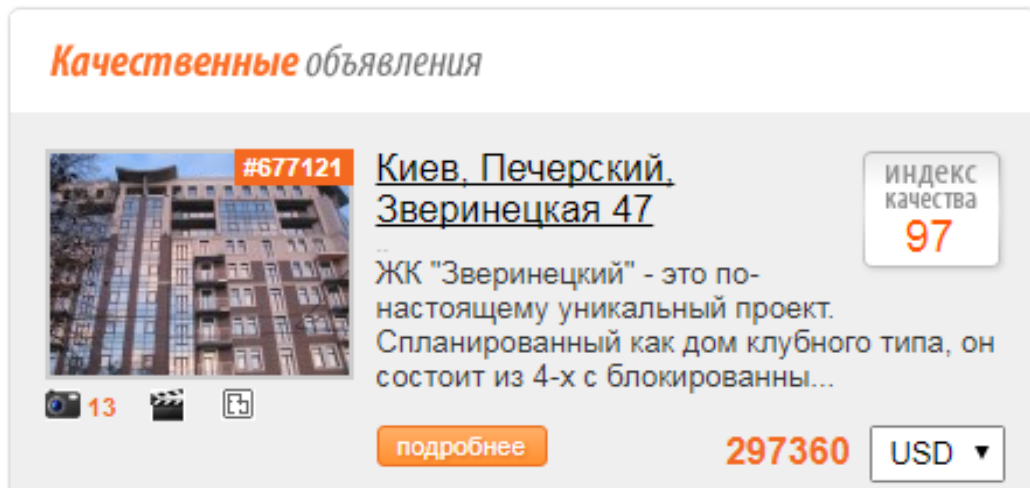 Качественные объявления
#677121
Киев, Печерский,
Зверинецкая 47
..
ЖК "Зверинецкий" - это по-
настоящему уникальный проект.
Спланированный как дом клубного типа, он
состоит из 4-х с блокированны...
индекс
качества
97
13
подробнее
297360 USD